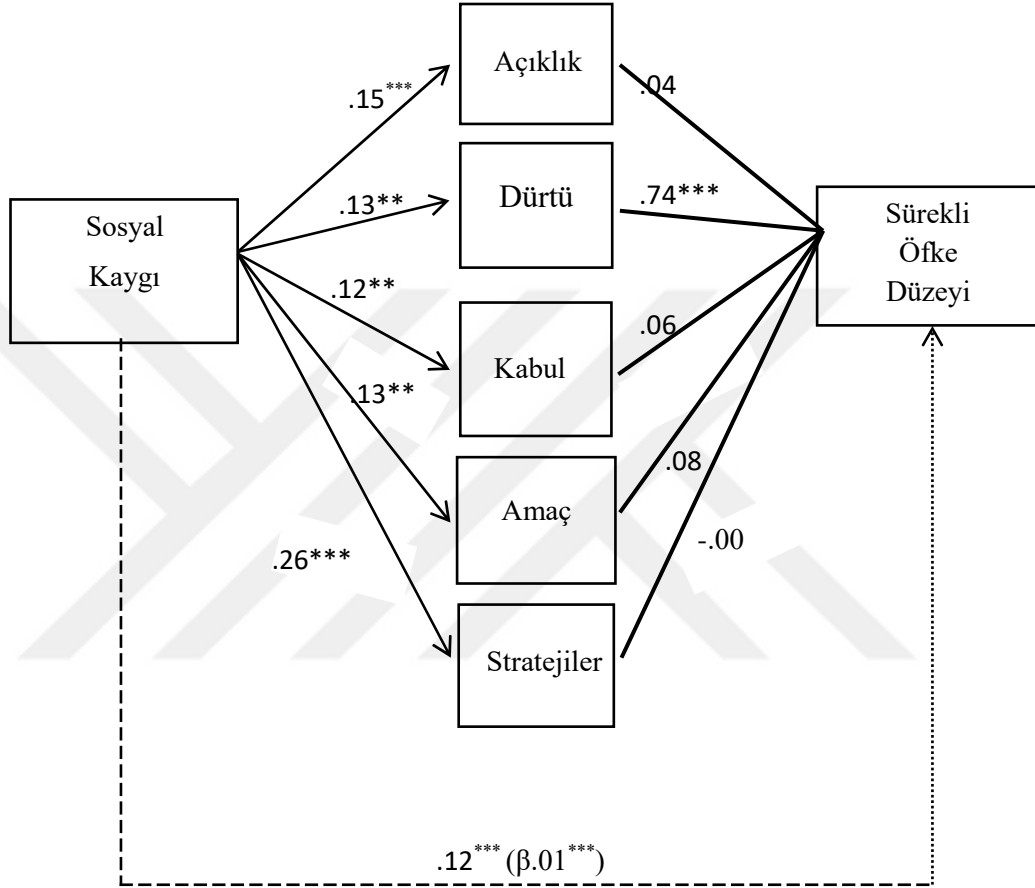 Açıklık
.15***
.04
Dürtü
.13**
.74***
Sosyal
Kaygı
Sürekli
Öfke
Düzeyi
.12**
.06
Kabul
.13**
.08
Amaç
.26***
-.00
Stratejiler
.12*** (β.01***)